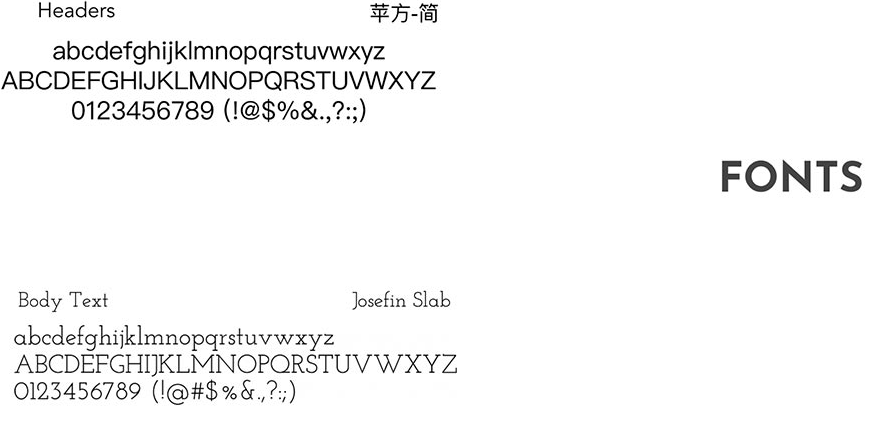 Headers 苹方-简
abcdefghijklmnopqrstuvwxyz
ABCDEFGHIJKLMNOPQRSTUVWXYZ
0123456789 (!@$%&.,?:;)
FONTS
Body Text Josefin Slab
abcdefghijklmnopqrstuvwxyz
ABCDEFGHIJKLMNOPQRSTUVWXYZ
0123456789 (!@#$%&.,?:;)